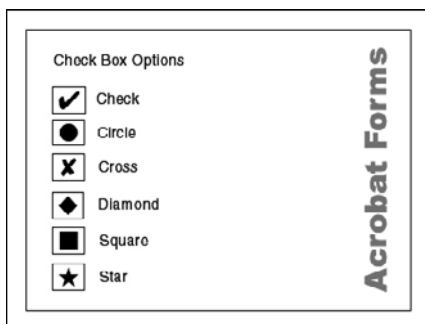 Check Box Options
Check
Circle
Cross
Diamond
Square
Star
Acrobat Forms